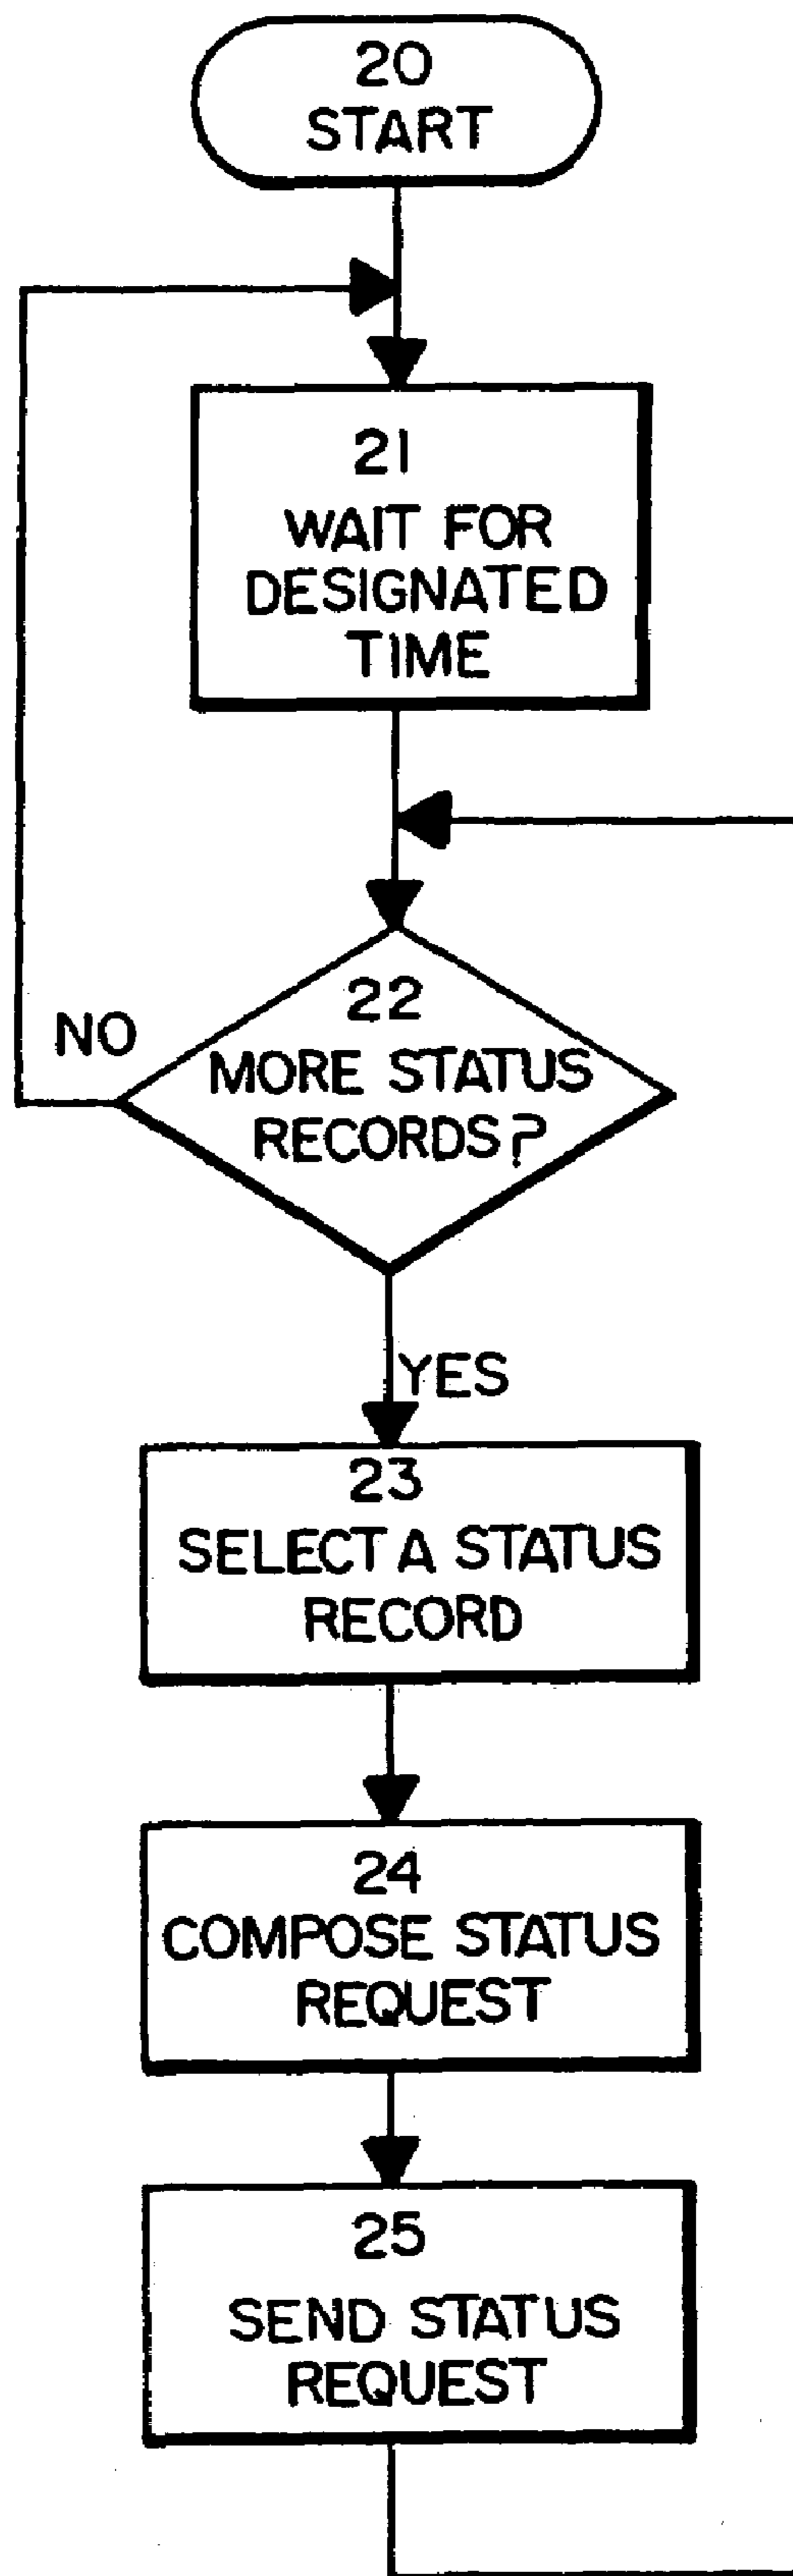 20
START
21
WAIT FOR
DESIGNATED
TIME
22
MORE STATUS
RECORDS?
NO
YES
23
SELECT A STATUS
RECORD
24
COMPOSE STATUS
REQUEST
25
SEND STATUS
REQUEST